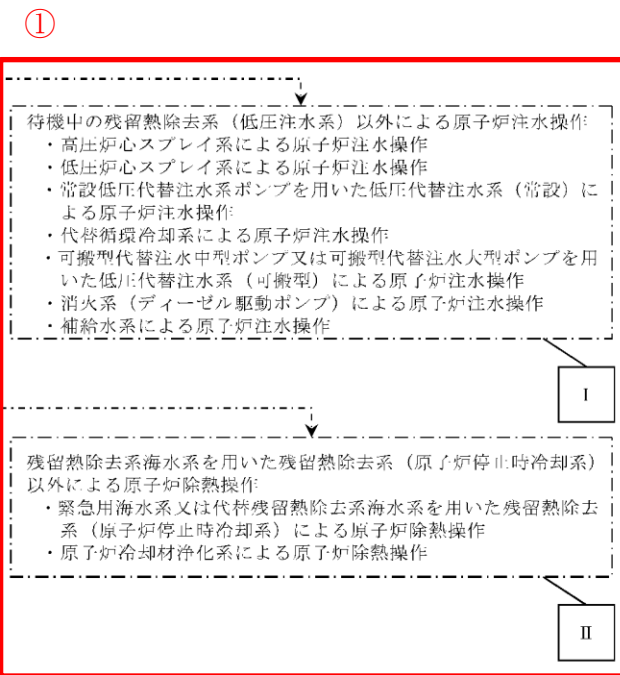 ①
待機中の残留熱除去系(低圧注水系)以外による原子炉注水操作
・高圧炉心スプレイ系による原子炉注水操作
・低圧炉心スプレイ系による原子炉注水操作
・常設低圧代替注水系ポンプを用いた低圧代替注水系(常設)に
よる原子炉注水操作
・代替循環冷却系による原子炉注水操作
・可搬型代替注水中型ポンプ又は可搬型代替注水大型ポンプを用
いた低圧代替注水系(可搬型)による原子炉注水操作
・消火系(ディーゼル駆動ポンプ)による原子炉注水操作
・補給水系による原子炉注水操作
Ⅰ
残留熱除去系海水系を用いた残留熱除去系(原子炉停止時冷却系)
以外による原子炉除熱操作
・緊急用海水系又は代替残留熱除去系海水系を用いた残留熱除去
系(原子炉停止時冷却系)による原子炉除熱操作
・原子炉冷却材浄化系による原子炉除熱操作
Ⅱ